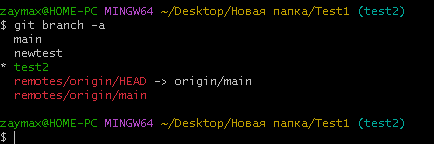 zaymax@HOME-PC MINGW64 ~/Desktop/Новая папка/Test1 (test2)
$ git branch -a
  main
  newtest
* test2
  remotes/origin/HEAD -> origin/main
  remotes/origin/main
zaymax@HOME-PC MINGW64 ~/Desktop/Новая папка/Test1 (test2)
$